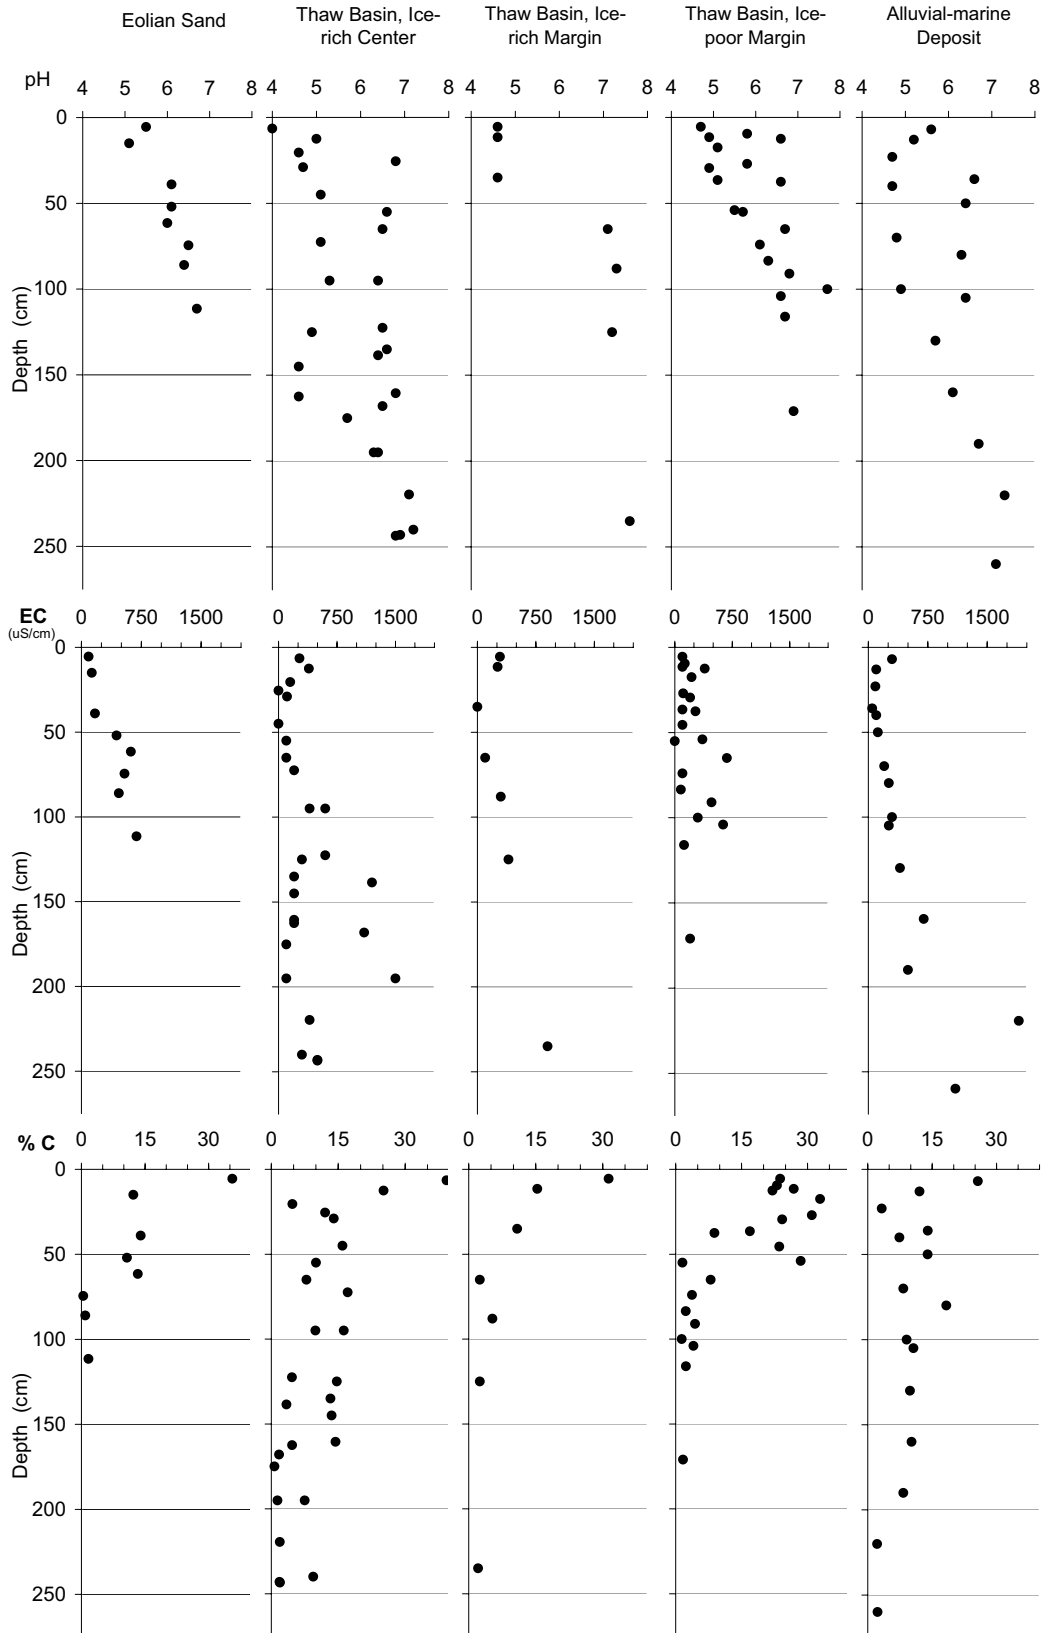 Eolian Sand
Thaw Basin, Ice-
rich Center
Thaw Basin, Ice-
rich Margin
Thaw Basin, Ice-
poor Margin
Alluvial-marine
Deposit
pH 4 5 6 7 8 4 5 6 7 8 4 5 6 7 8 4 5 6 7 8 4 5 6 7 8
0
50
100
150
200
250
Depth (cm)
EC 0 750 1500 0 750 1500 0 750 1500 0 750 1500 0 750 1500
(uS/cm)
0
50
100
150
200
250
Depth (cm)
% C 0 15 30 0 15 30 0 15 30 0 15 30 0 15 30
0
50
100
150
200
250
Depth (cm)